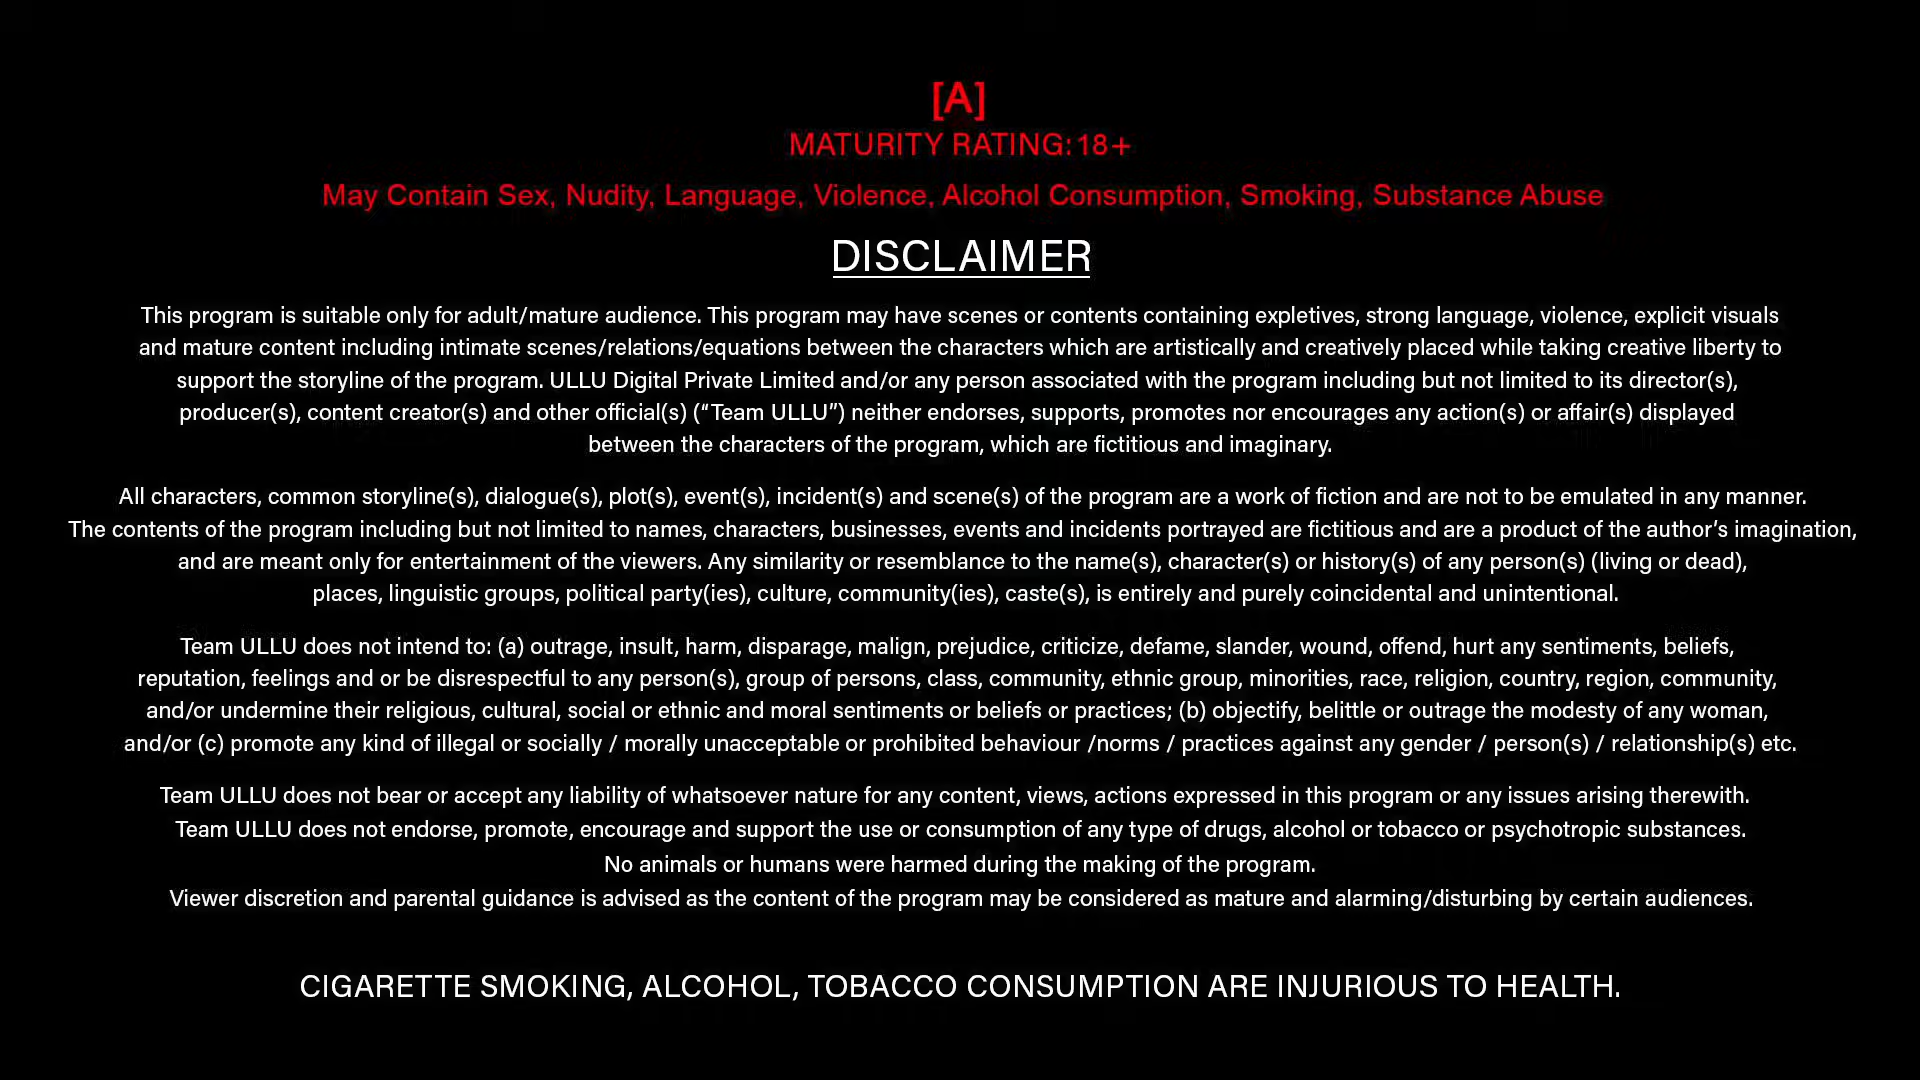 [A]
MATURITY RATING:18+
May Contain Sex, Nudity, Language, Violence, Alcohol Consumption, Smoking, Substance Abuse
DISCLAIMER
This program is suitable only for adult/mature audience. This program may have scenes or contents containing expletives, strong language, violence, explicit visuals
and mature content including intimate scenes/relations/equations between the characters which are artistically and creatively placed while taking creative liberty to
support the storyline of the program. ULLU Digital Private Limited and/or any person associated with the program including but not limited to its director(s),
producer(s), content creator(s) and other official(s) (“Team ULLU”) neither endorses, supports, promotes nor encourages any action(s) or affair(s) displayed
between the characters of the program, which are fictitious and imaginary.
All characters, common storyline(s), dialogue(s), plot(s), event(s), incident(s) and scene(s) of the program are a work of fiction and are not to be emulated in any manner.
The contents of the program including but not limited to names, characters, businesses, events and incidents portrayed are fictitious and are a product of the author’s imagination,
and are meant only for entertainment of the viewers. Any similarity or resemblance to the name(s), character(s) or history(s) of any person(s) (living or dead),
places, linguistic groups, political party(ies), culture, community(ies), caste(s), is entirely and purely coincidental and unintentional.
Team ULLU does not intend to: (a) outrage, insult, harm, disparage, malign, prejudice, criticize, defame, slander, wound, offend, hurt any sentiments, beliefs,
reputation, feelings and or be disrespectful to any person(s), group of persons, class, community, ethnic group, minorities, race, religion, country, region, community,
and/or undermine their religious, cultural, social or ethnic and moral sentiments or beliefs or practices; (b) objectify, belittle or outrage the modesty of any woman,
and/or (c) promote any kind of illegal or socially / morally unacceptable or prohibited behaviour /norms / practices against any gender / person(s) / relationship(s) etc.
Team ULLU does not bear or accept any liability of whatsoever nature for any content, views, actions expressed in this program or any issues arising therewith.
Team ULLU does not endorse, promote, encourage and support the use or consumption of any type of drugs, alcohol or tobacco or psychotropic substances.
No animals or humans were harmed during the making of the program.
Viewer discretion and parental guidance is advised as the content of the program may be considered as mature and alarming/disturbing by certain audiences.
CIGARETTE SMOKING, ALCOHOL, TOBACCO CONSUMPTION ARE INJURIOUS TO HEALTH.